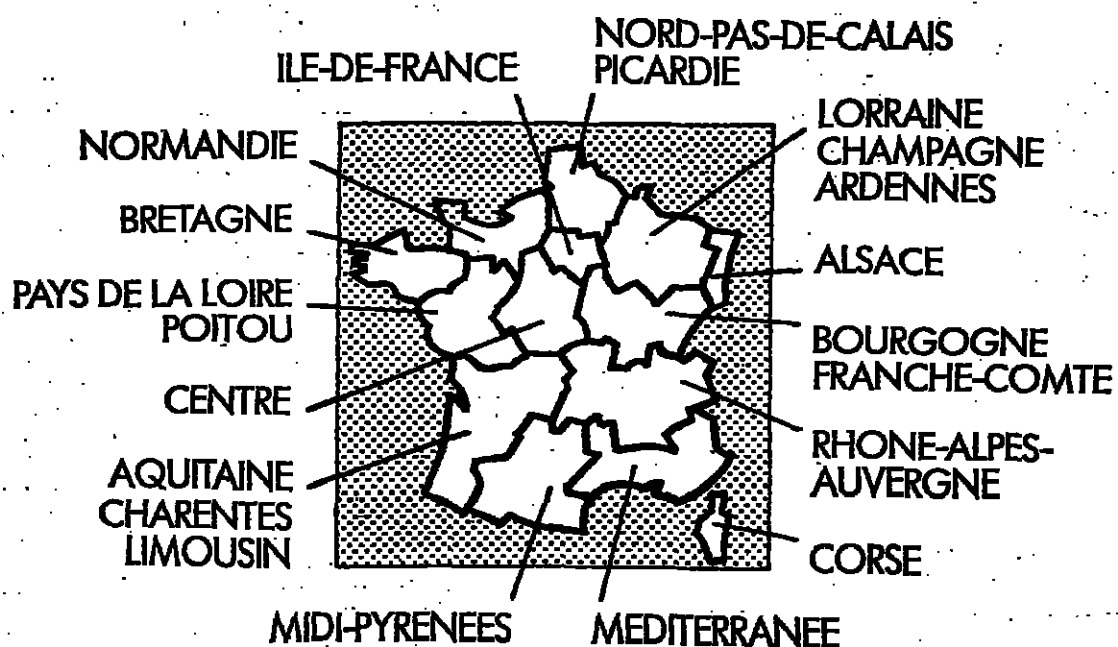 NORD-PAS-DE-CALAIS
PICARDIE
ILE-DE-FRANCE
NORMANDIE
BRETAGNE
PAYS DE LA LOIRE
POITOU
CENTRE
AQUITAINE
CHARENTES
LIMOUSIN
MIDI-PYRENEES
MEDITERRANEE
LORRAINE
CHAMPAGNE
ARDENNES
ALSACE
BOURGOGNE
FRANCHE-COMTE
RHONE-ALPES-
AUVERGNE
CORSE